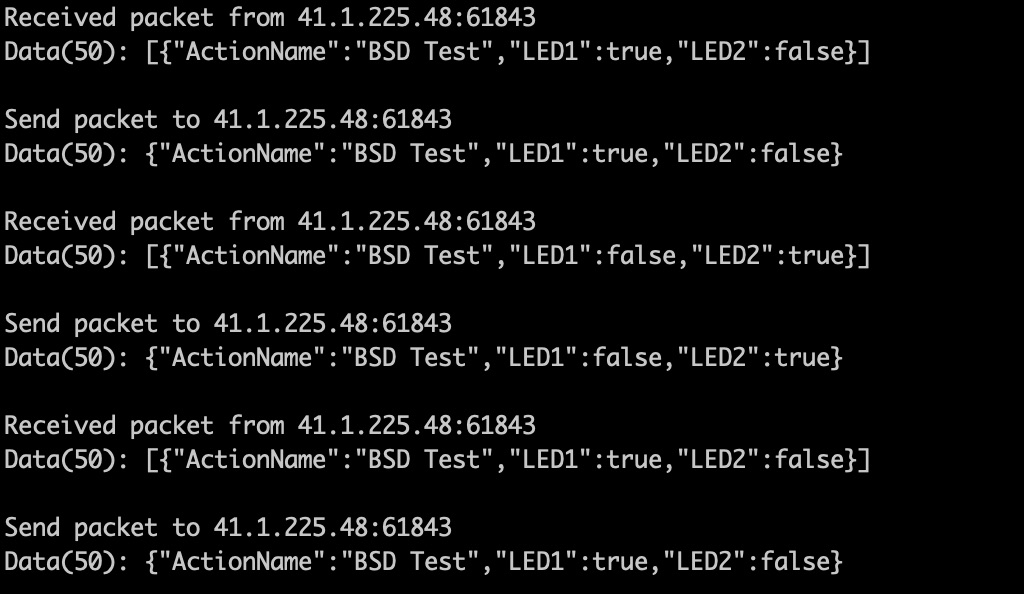 Received packet from 41.1.225.48:61843
Data(50): [{"ActionName":"BSD Test","LED1":true,"LED2":false}]
Send packet to 41.1.225.48:61843
Data(50): {"ActionName":"BSD Test","LED1":true,"LED2":false}
Received packet from 41.1.225.48:61843
Data(50): [{"ActionName":"BSD Test","LED1":false,"LED2":true}]
Send packet to 41.1.225.48:61843
Data(50): {"ActionName":"BSD Test","LED1":false,"LED2":true}
Received packet from 41.1.225.48:61843
Data(50): [{"ActionName":"BSD Test","LED1":true,"LED2":false}]
Send packet to 41.1.225.48:61843
Data(50): {"ActionName":"BSD Test","LED1":true,"LED2":false}